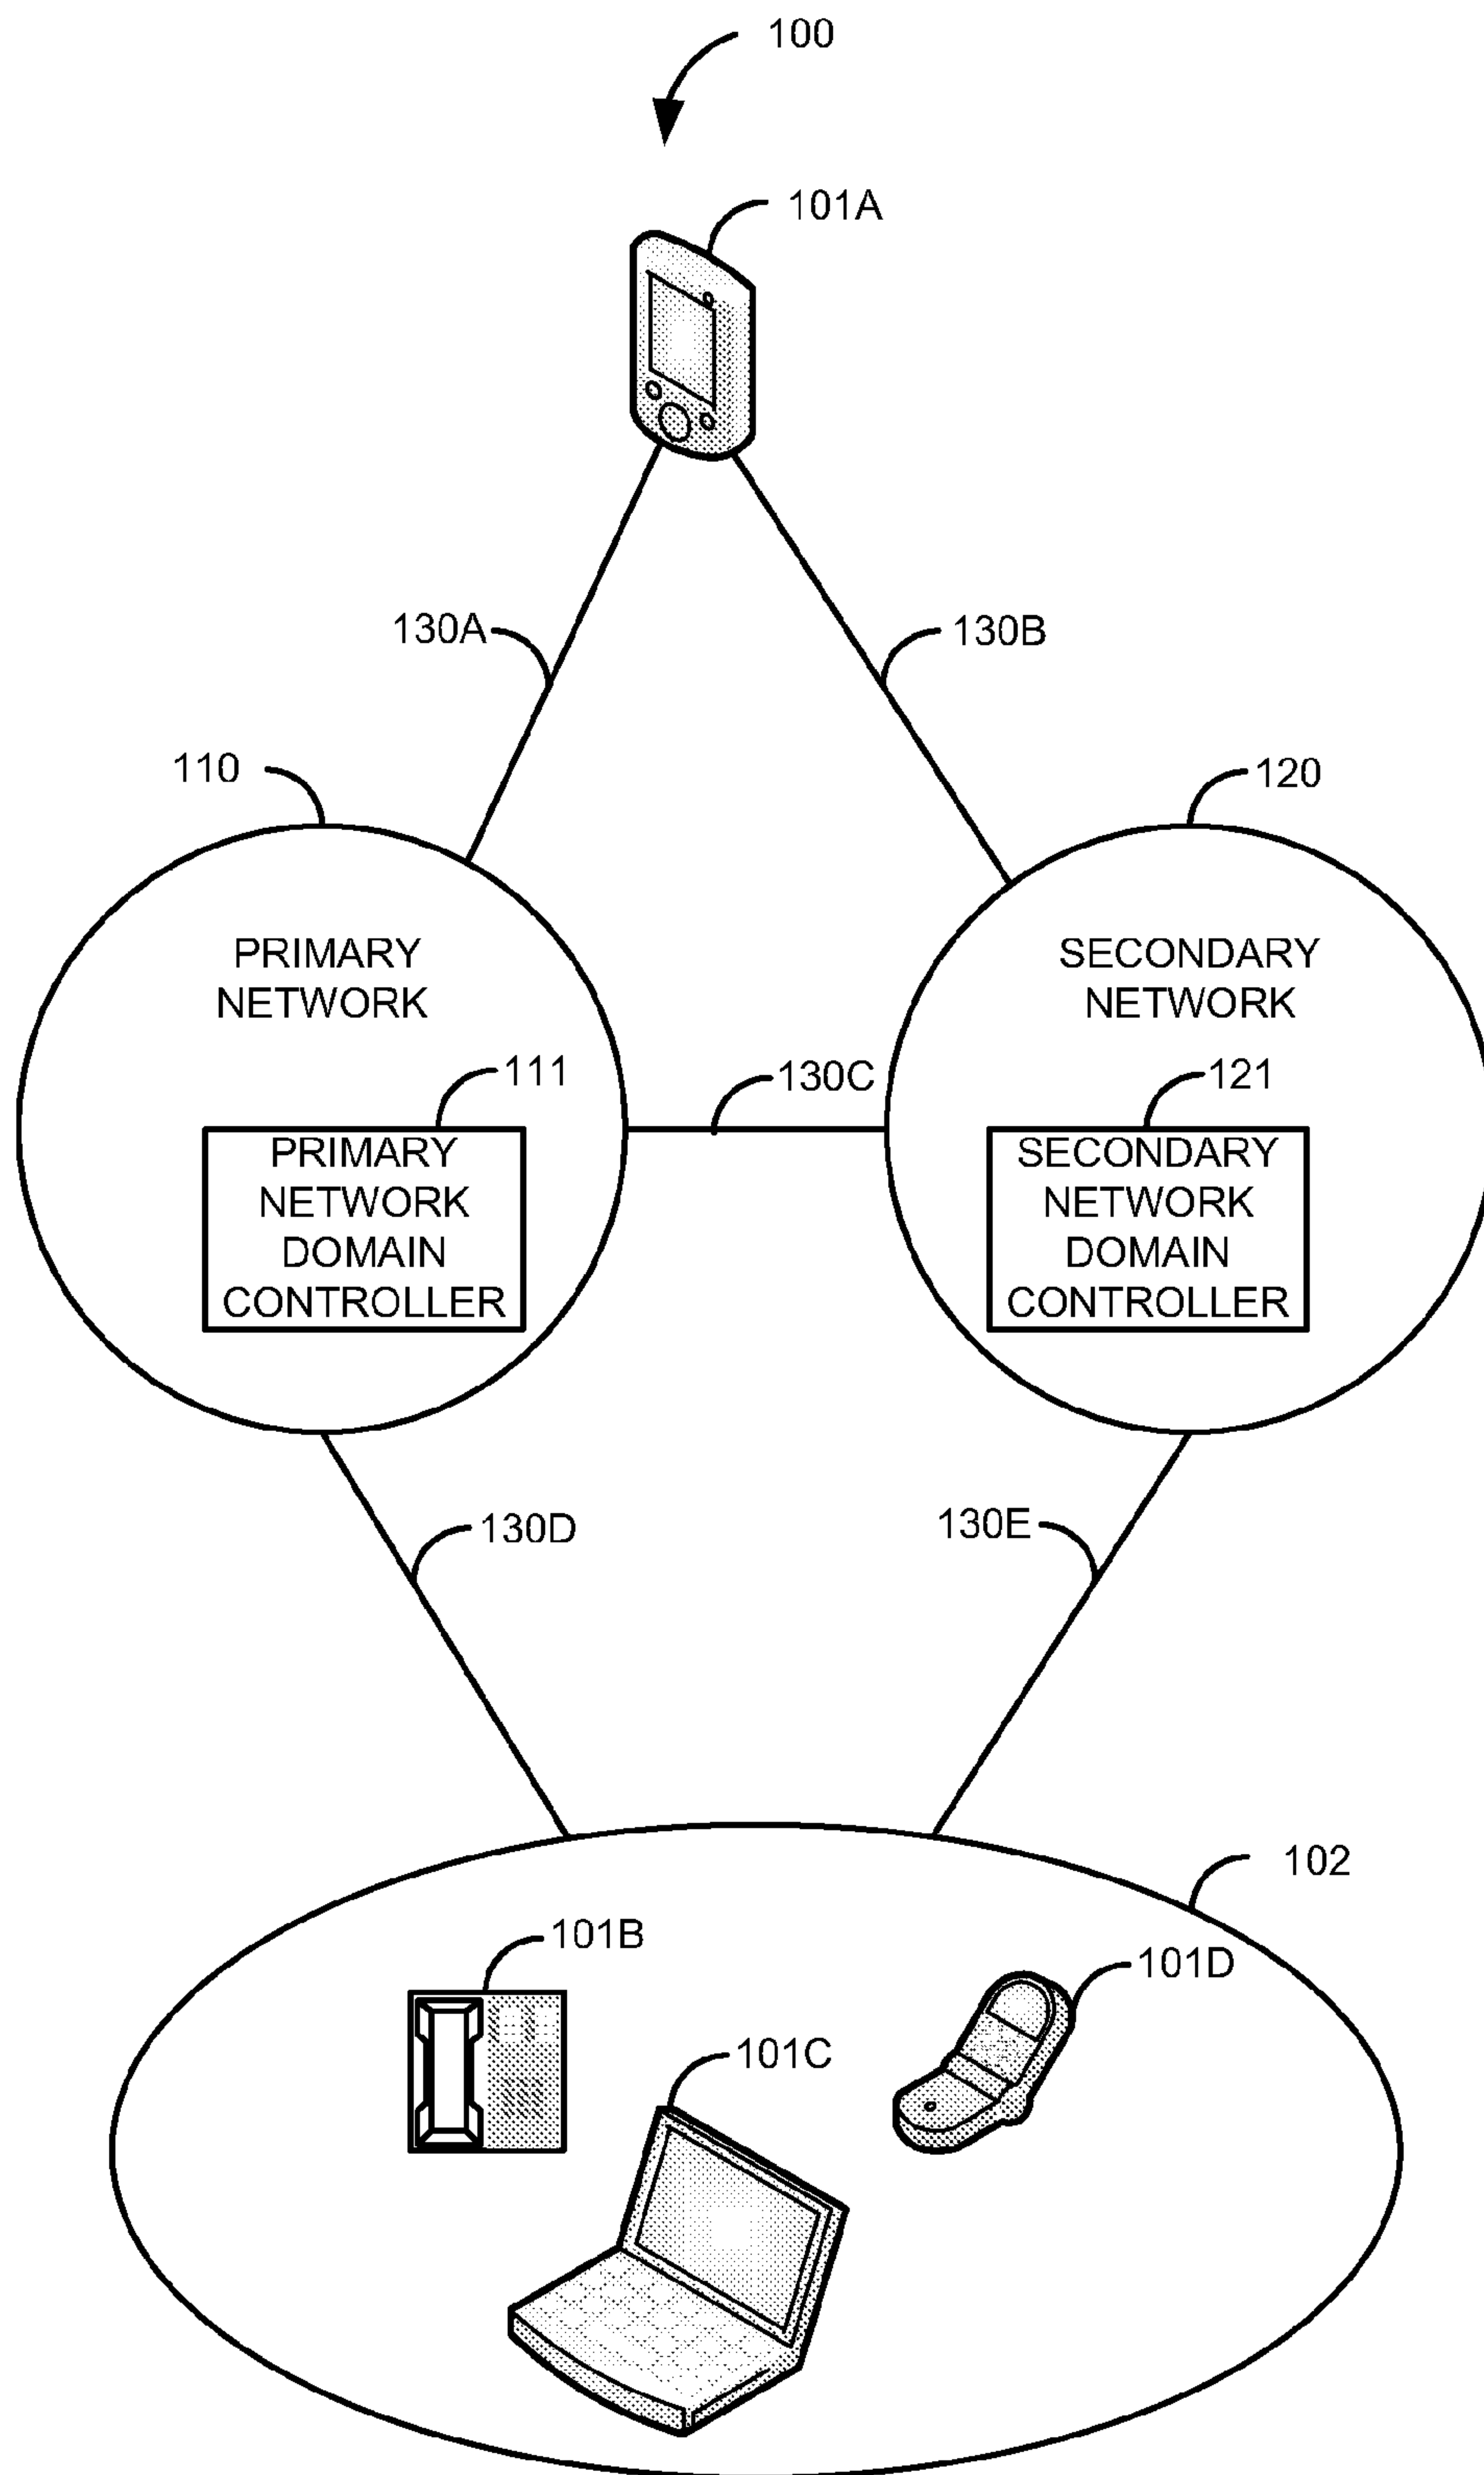 100
101A
130A
130B
110
120
PRIMARY
NETWORK
SECONDARY
NETWORK
111
130C
121
PRIMARY
NETWORK
DOMAIN
CONTROLLER
SECONDARY
NETWORK
DOMAIN
CONTROLLER
130D
130E
102
101B
101D
101C